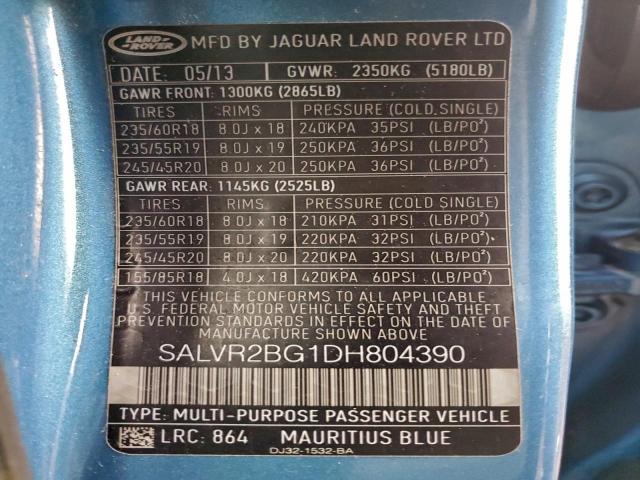 LAND ROVER MFD BY JAGUAR LAND ROVER LTD
DATE: 05/13 GVWR: 2350KG (5180LB)
GAWR FRONT: 1300KG (2865LB)
TIRES RIMS PRESSURE (COLD,SINGLE)
235/60R18 8.0J x 18 240KPA 35PSI (LB/PO²)
235/55R19 8.0J x 19 250KPA 36PSI (LB/PO²)
245/45R20 8.0J x 20 250KPA 36PSI (LB/PO²)
GAWR REAR: 1145KG (2525LB)
TIRES RIMS PRESSURE (COLD SINGLE)
235/60R18 8.0J x 18 210KPA 31PSI (LB/PO²)
235/55R19 8.0J x 19 220KPA 32PSI (LB/PO²)
245/45R20 8.0J x 20 220KPA 32PSI (LB/PO²)
155/85R18 4.0J x 18 420KPA 60PSI (LB/PO²)
THIS VEHICLE CONFORMS TO ALL APPLICABLE
U.S. FEDERAL MOTOR VEHICLE SAFETY AND THEFT
PREVENTION STANDARDS IN EFFECT ON THE DATE OF
MANUFACTURE SHOWN ABOVE
SALVR2BG1DH804390
TYPE: MULTI-PURPOSE PASSENGER VEHICLE
LRC: 864 MAURITIUS BLUE
DJ32-1532-BA